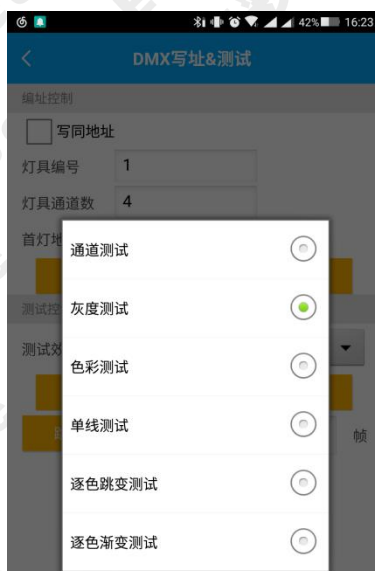 42% 16:23
DMX写址&测试
编址控制
写同地址
灯具编号 1
灯具通道数 4
首灯地
通道测试
测试控
灰度测试
测试效
色彩测试
单线测试
帧
逐色跳变测试
逐色渐变测试